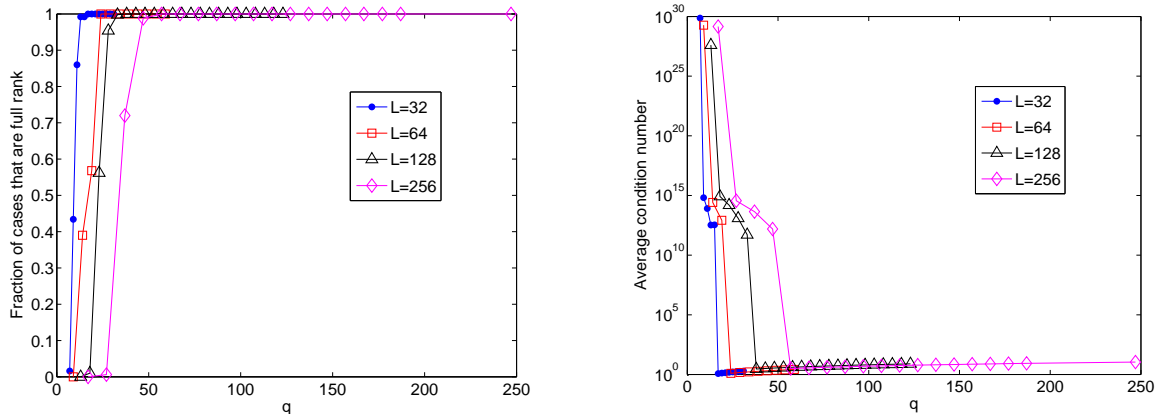 1
0.9
0.8
0.7
0.6
0.5
0.4
0.3
0.2
0.1
0
Fraction of cases that are full rank
L=32
L=64
L=128
L=256
0 50 100 150 200 250
q
10^30
10^25
10^20
10^15
10^10
10^5
10^0
Average condition number
L=32
L=64
L=128
L=256
0 50 100 150 200 250
q